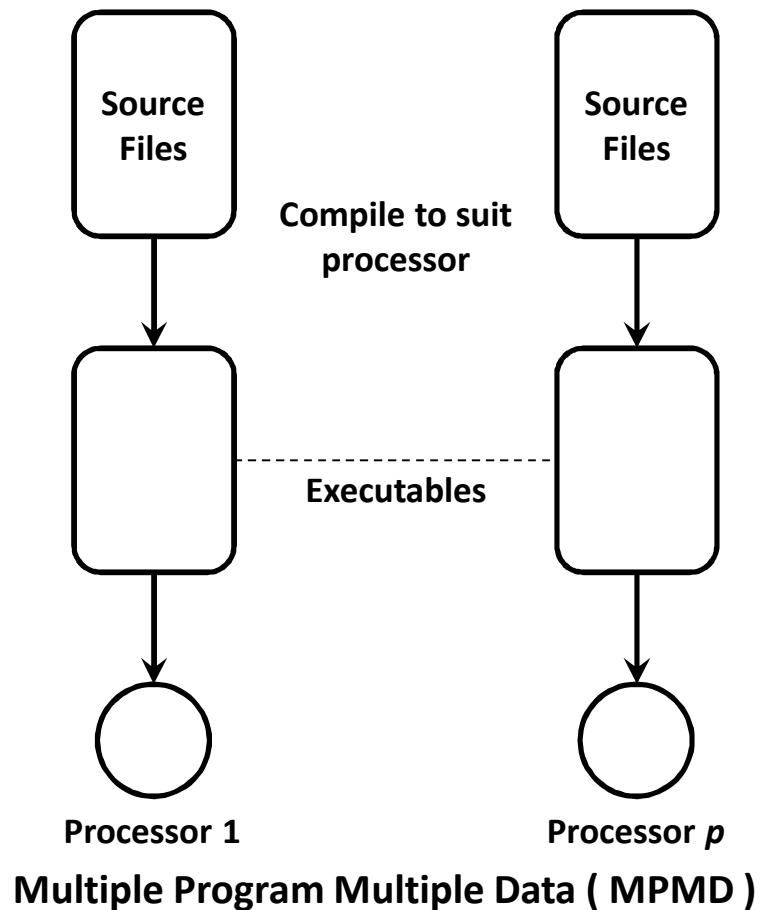 Source
Files
Source
Files
Compile to suit
processor
Executables
Processor 1
Processor p
Multiple Program Multiple Data ( MPMD )